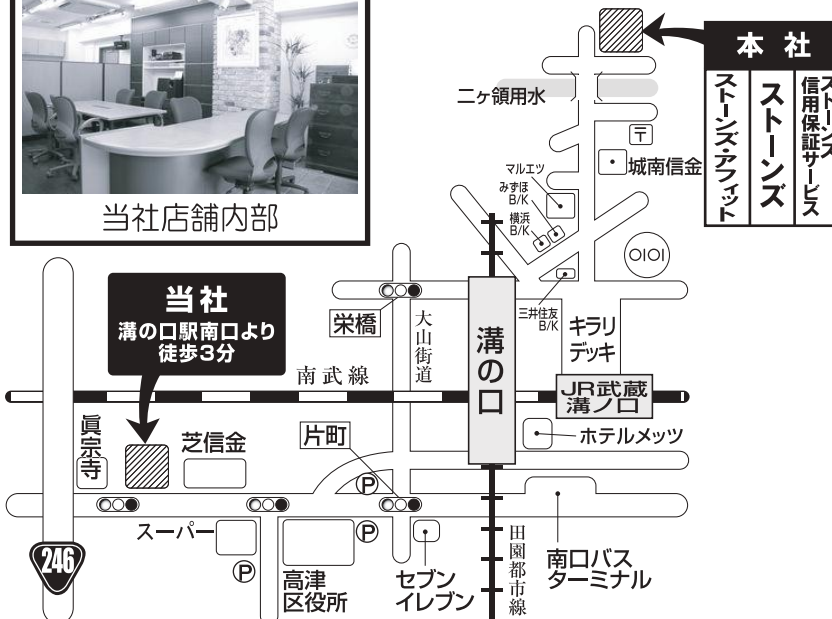 当社店舗内部
本社
ストーンズ・アフィット
ストーンズ
ストーンズ
信用保証サービス
二ヶ領用水
〒
城南信金
マルエツ
みずほ
B/K
横浜
B/K
OIOI
三井住友
B/K
キラリ
デッキ
当社
溝の口駅南口より
徒歩3分
栄橋
大山街道
溝の口
南武線
JR武蔵
溝ノ口
眞宗寺
芝信金
片町
ホテルメッツ
P
スーパー
P
P
246
高津
区役所
セブン
イレブン
田園都市線
南口バス
ターミナル